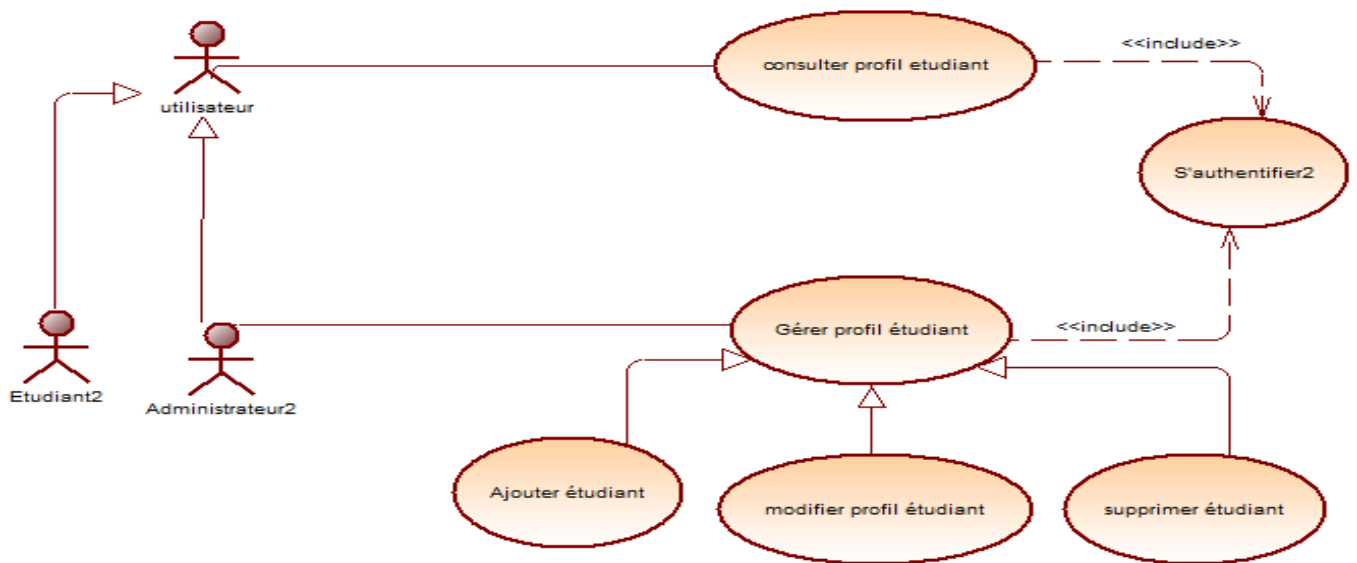 consulter profil etudiant
<<include>>
utilisateur
S'authentifier2
Gérer profil étudiant
<<include>>
Etudiant2
Administrateur2
Ajouter étudiant
modifier profil étudiant
supprimer étudiant